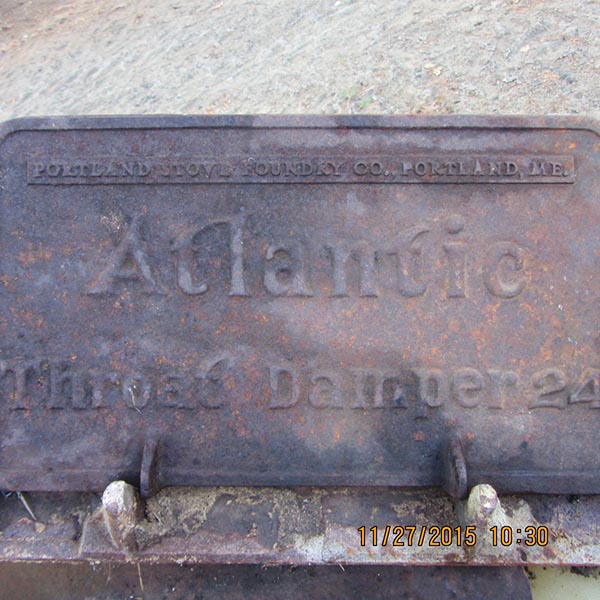 PORTLAND STOVE FOUNDRY CO., PORTLAND, ME.
Atlantic
Throat Damper 24
11/27/2015 10:30